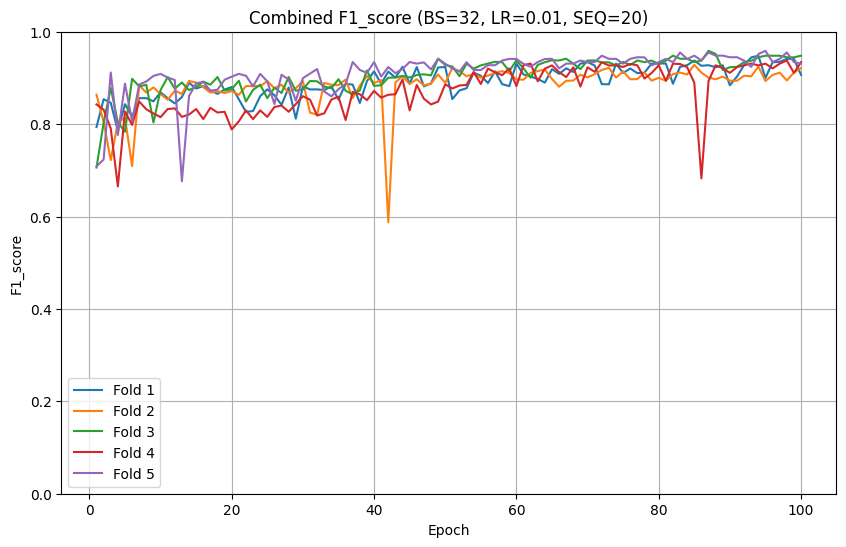 Combined F1_score (BS=32, LR=0.01, SEQ=20)
1.0
0.8
0.6
0.4
0.2
0.0
F1_score
Fold 1
Fold 2
Fold 3
Fold 4
Fold 5
0 20 40 60 80 100
Epoch